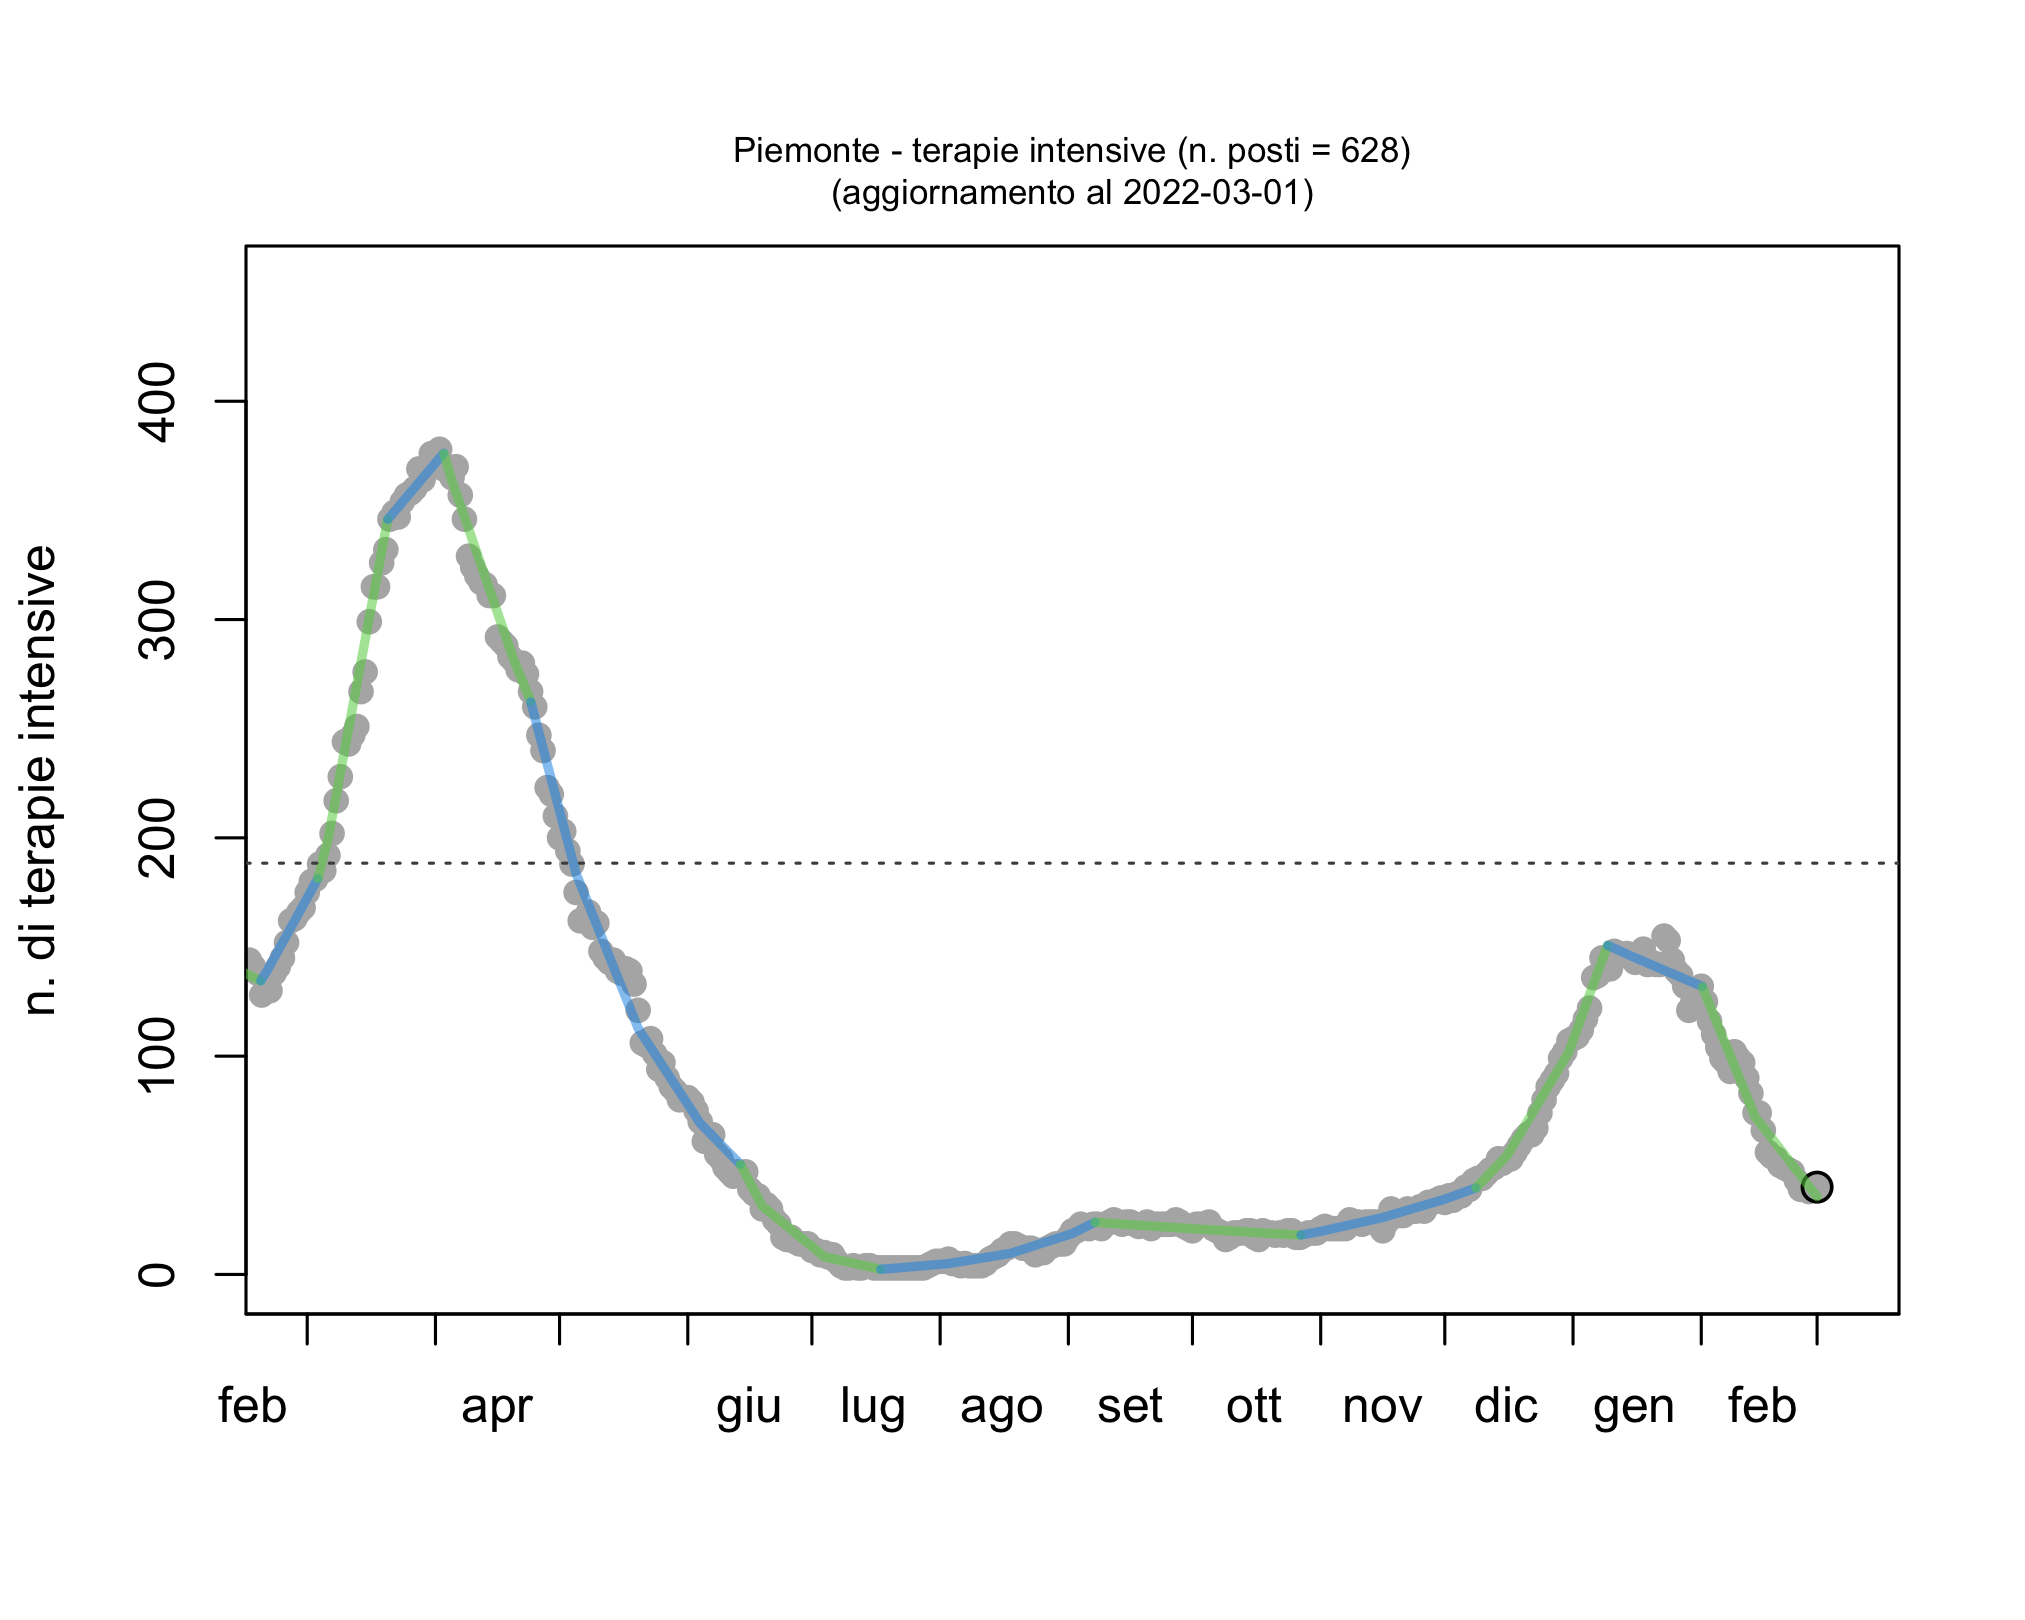 Piemonte - terapie intensive (n. posti = 628)
(aggiornamento al 2022-03-01)
n. di terapie intensive
400
300
200
100
0
feb apr giu lug ago set ott nov dic gen feb